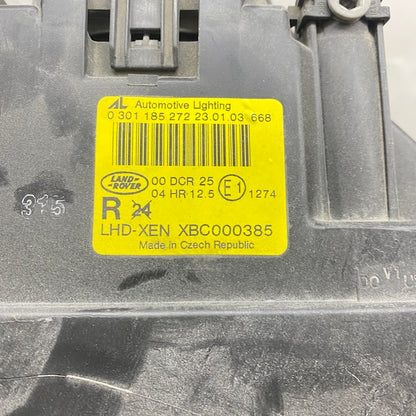 AL Automotive Lighting
0 301 185 272 23.01.03 668
LAND-
ROVER
00 DCR 25
04 HR 12.5
E1
1274
R 24
LHD-XEN XBC000385
Made in Czech Republic